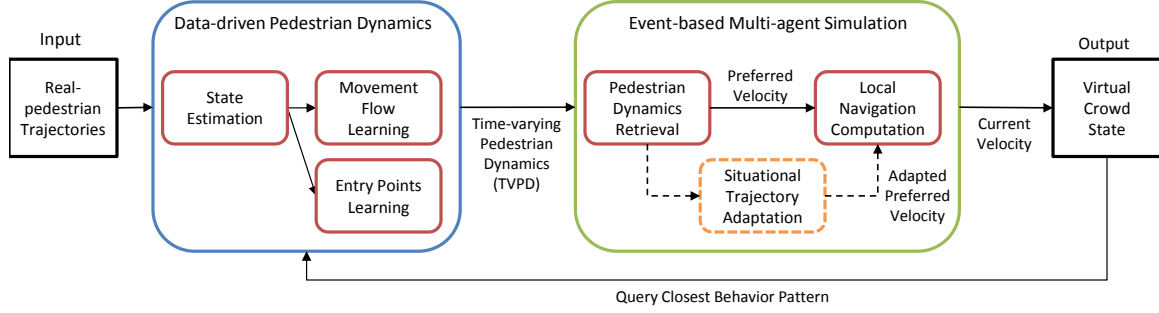 Data-driven Pedestrian Dynamics
Event-based Multi-agent Simulation
Input
Output
Real-
pedestrian
Trajectories
State
Estimation
Movement
Flow
Learning
Entry Points
Learning
Time-varying
Pedestrian
Dynamics
(TVPD)
Pedestrian
Dynamics
Retrieval
Preferred
Velocity
Local
Navigation
Computation
Situational
Trajectory
Adaptation
Adapted
Preferred
Velocity
Current
Velocity
Virtual
Crowd
State
Query Closest Behavior Pattern